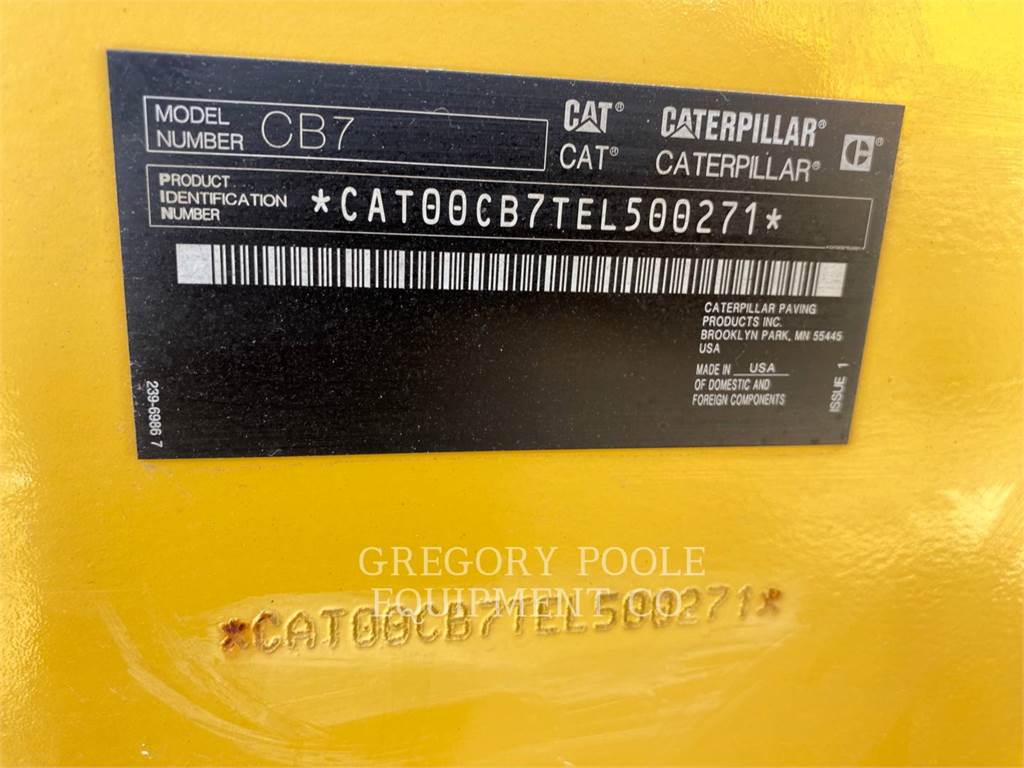 MODEL
NUMBER CB7
CAT® CATERPILLAR®
CAT® CATERPILLAR®
PRODUCT
IDENTIFICATION
NUMBER
*CAT00CB7TEL500271*
CATERPILLAR PAVING
PRODUCTS INC.
BROOKLYN PARK, MN 55445
USA
MADE IN USA
OF DOMESTIC AND
FOREIGN COMPONENTS
ISSUE 1
239-6986 7
GREGORY POOLE
EQUIPMENT CO.
*CAT00CB7TEL500271*